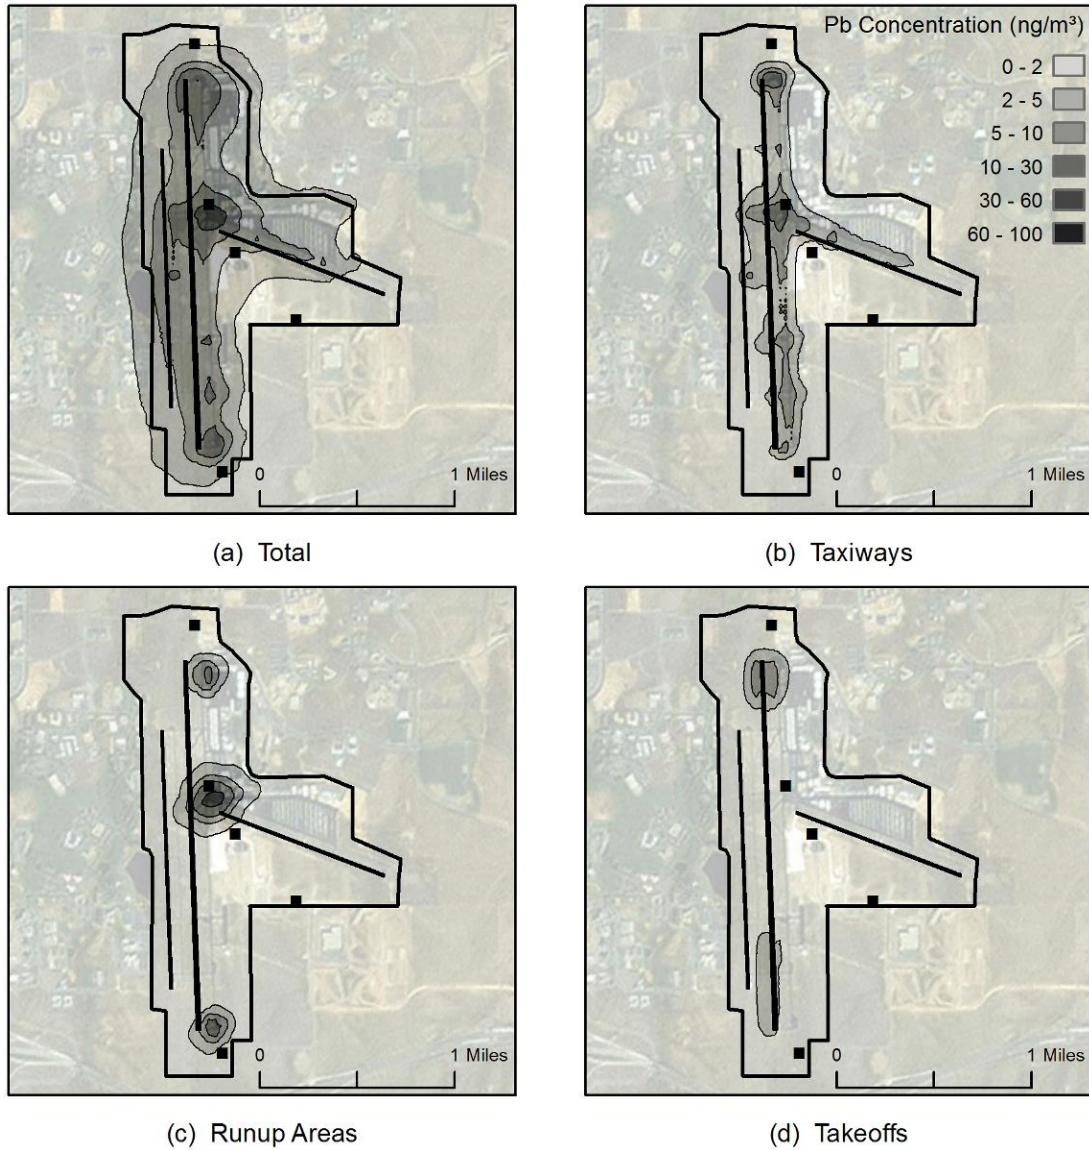 Pb Concentration (ng/m³)
0 - 2
2 - 5
5 - 10
10 - 30
30 - 60
60 - 100
0 1 Miles
0 1 Miles
(a) Total
(b) Taxiways
0 1 Miles
0 1 Miles
(c) Runup Areas
(d) Takeoffs